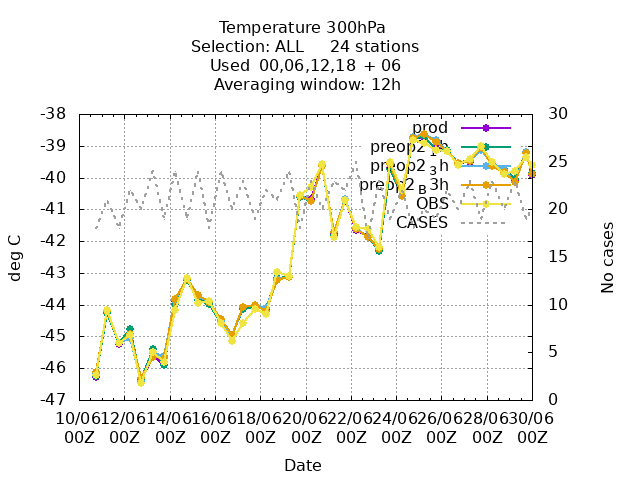 Temperature 300hPa
Selection: ALL 24 stations
Used 00,06,12,18 + 06
Averaging window: 12h
-38
-39
-40
-41
-42
-43
-44
-45
-46
-47
deg C
30
25
20
15
10
5
0
No cases
prod
preop2_1
preop2_3h
preop2_B3h
OBS
CASES
10/06 12/06 14/06 16/06 18/06 20/06 22/06 24/06 26/06 28/06 30/06
00Z 00Z 00Z 00Z 00Z 00Z 00Z 00Z 00Z 00Z 00Z
Date